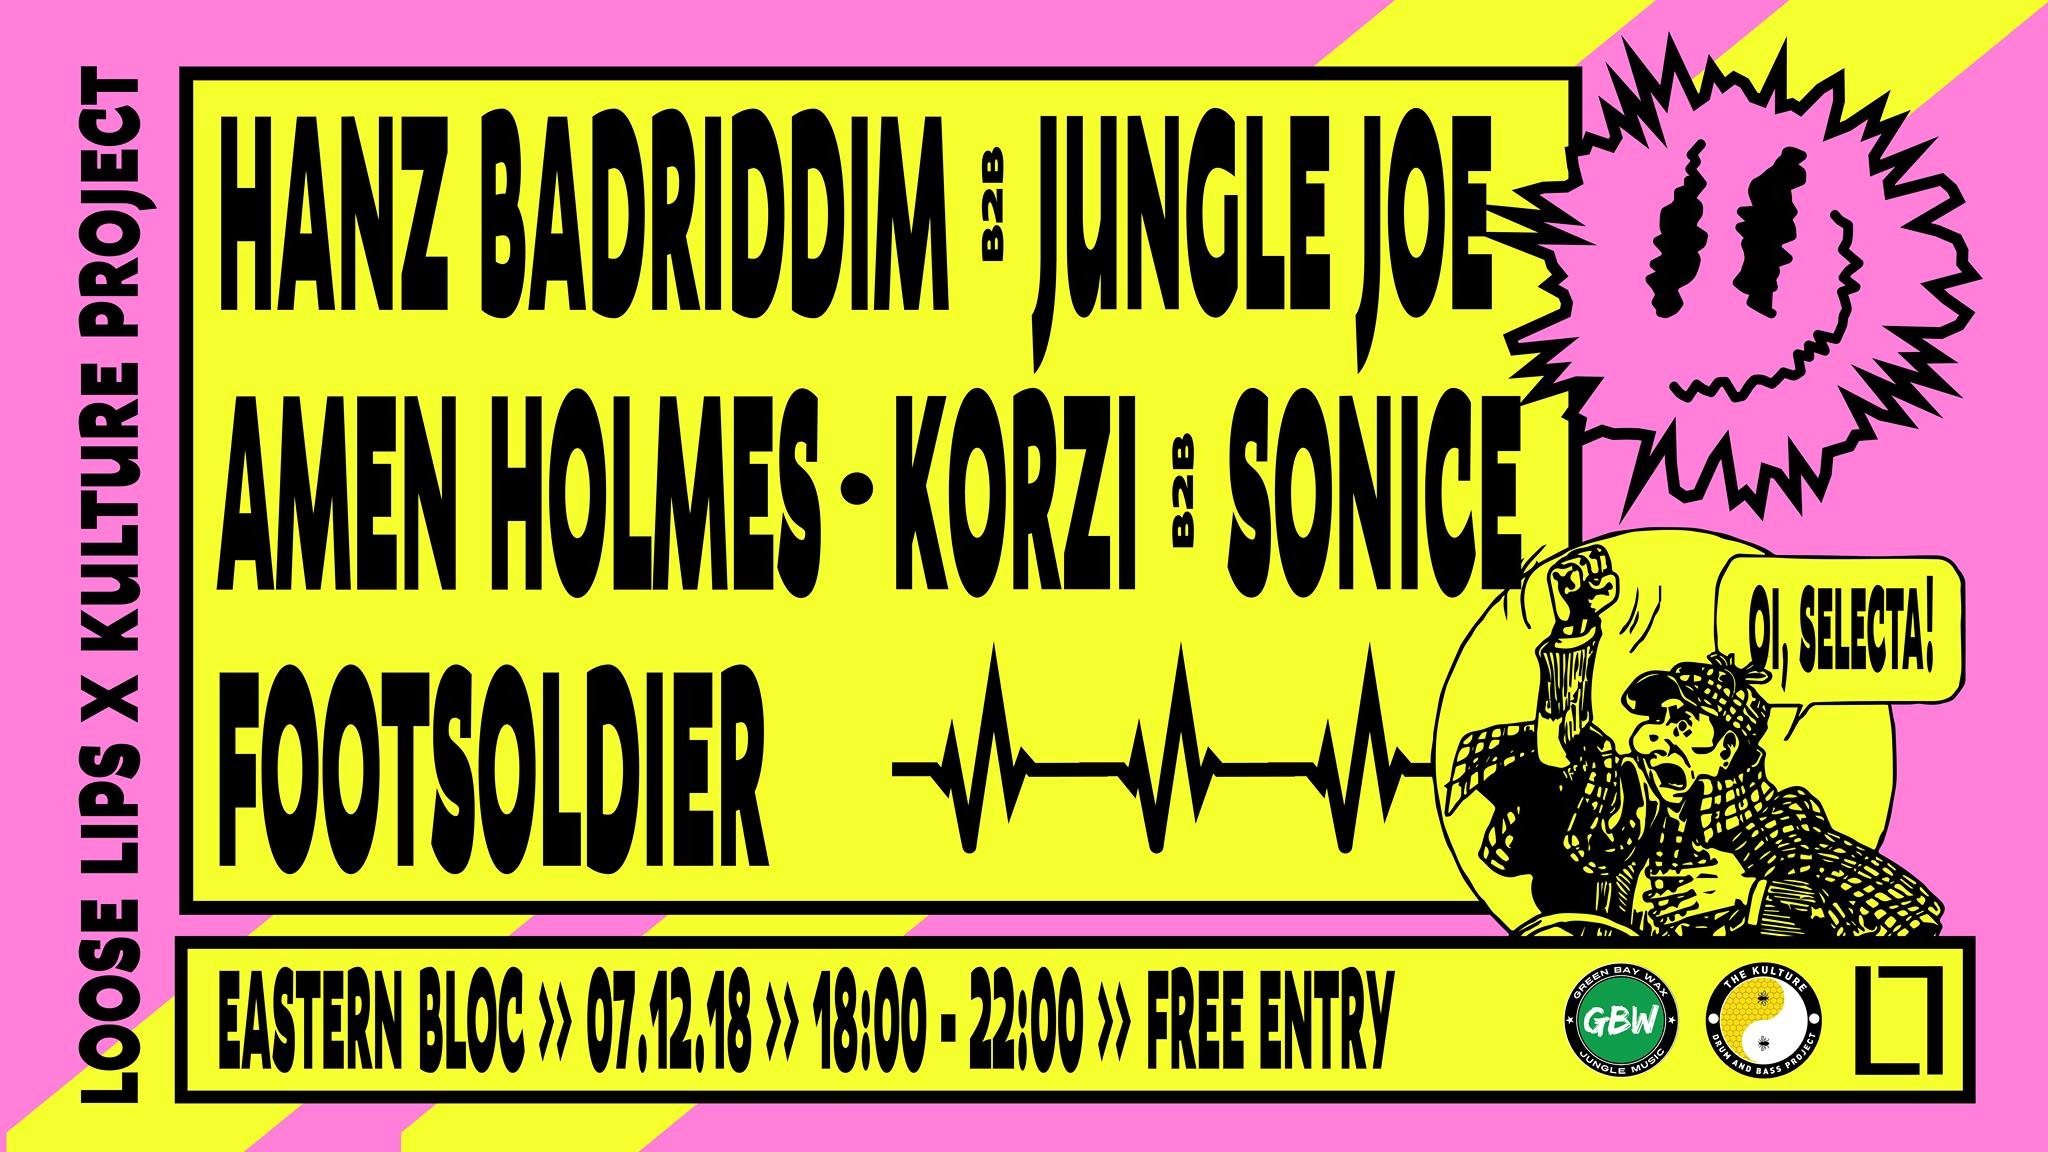 LOOSE LIPS X KULTURE PROJECT
HANZ BADRIDDIM B2B JUNGLE JOE
AMEN HOLMES • KORZI B2B SONICE
FOOTSOLDIER
OI, SELECTA!
EASTERN BLOC >> 07.12.18 >> 18:00 - 22:00 >> FREE ENTRY
GREEN BAY WAX
GBW
JUNGLE MUSIC
THE KULTURE
DRUM AND BASS PROJECT